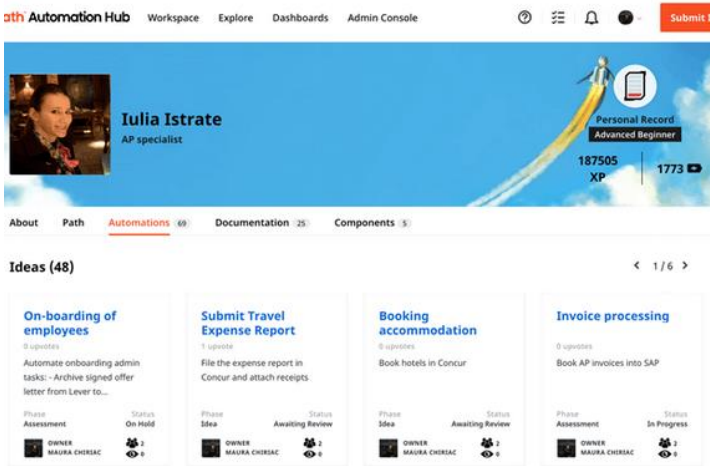 ath Automation Hub Workspace Explore Dashboards Admin Console Submit
Iulia Istrate
AP specialist
Personal Record
Advanced Beginner
187505 XP
1773
About Path Automations 69 Documentation 25 Components 5
Ideas (48)
1 / 6
On-boarding of employees
0 upvotes
Automate onboarding admin
tasks: - Archive signed offer
letter from Lever to...
Phase Status
Assessment On Hold
OWNER 2
MAURA CHIRIAC 0
Submit Travel
Expense Report
1 upvote
File the expense report in
Concur and attach receipts
Phase Status
Idea Awaiting Review
OWNER 2
MAURA CHIRIAC 0
Booking
accommodation
0 upvotes
Book hotels in Concur
Phase Status
Idea Awaiting Review
OWNER 2
MAURA CHIRIAC 0
Invoice processing
0 upvotes
Book AP invoices into SAP
Phase Status
Assessment In Progress
OWNER 2
MAURA CHIRIAC 0